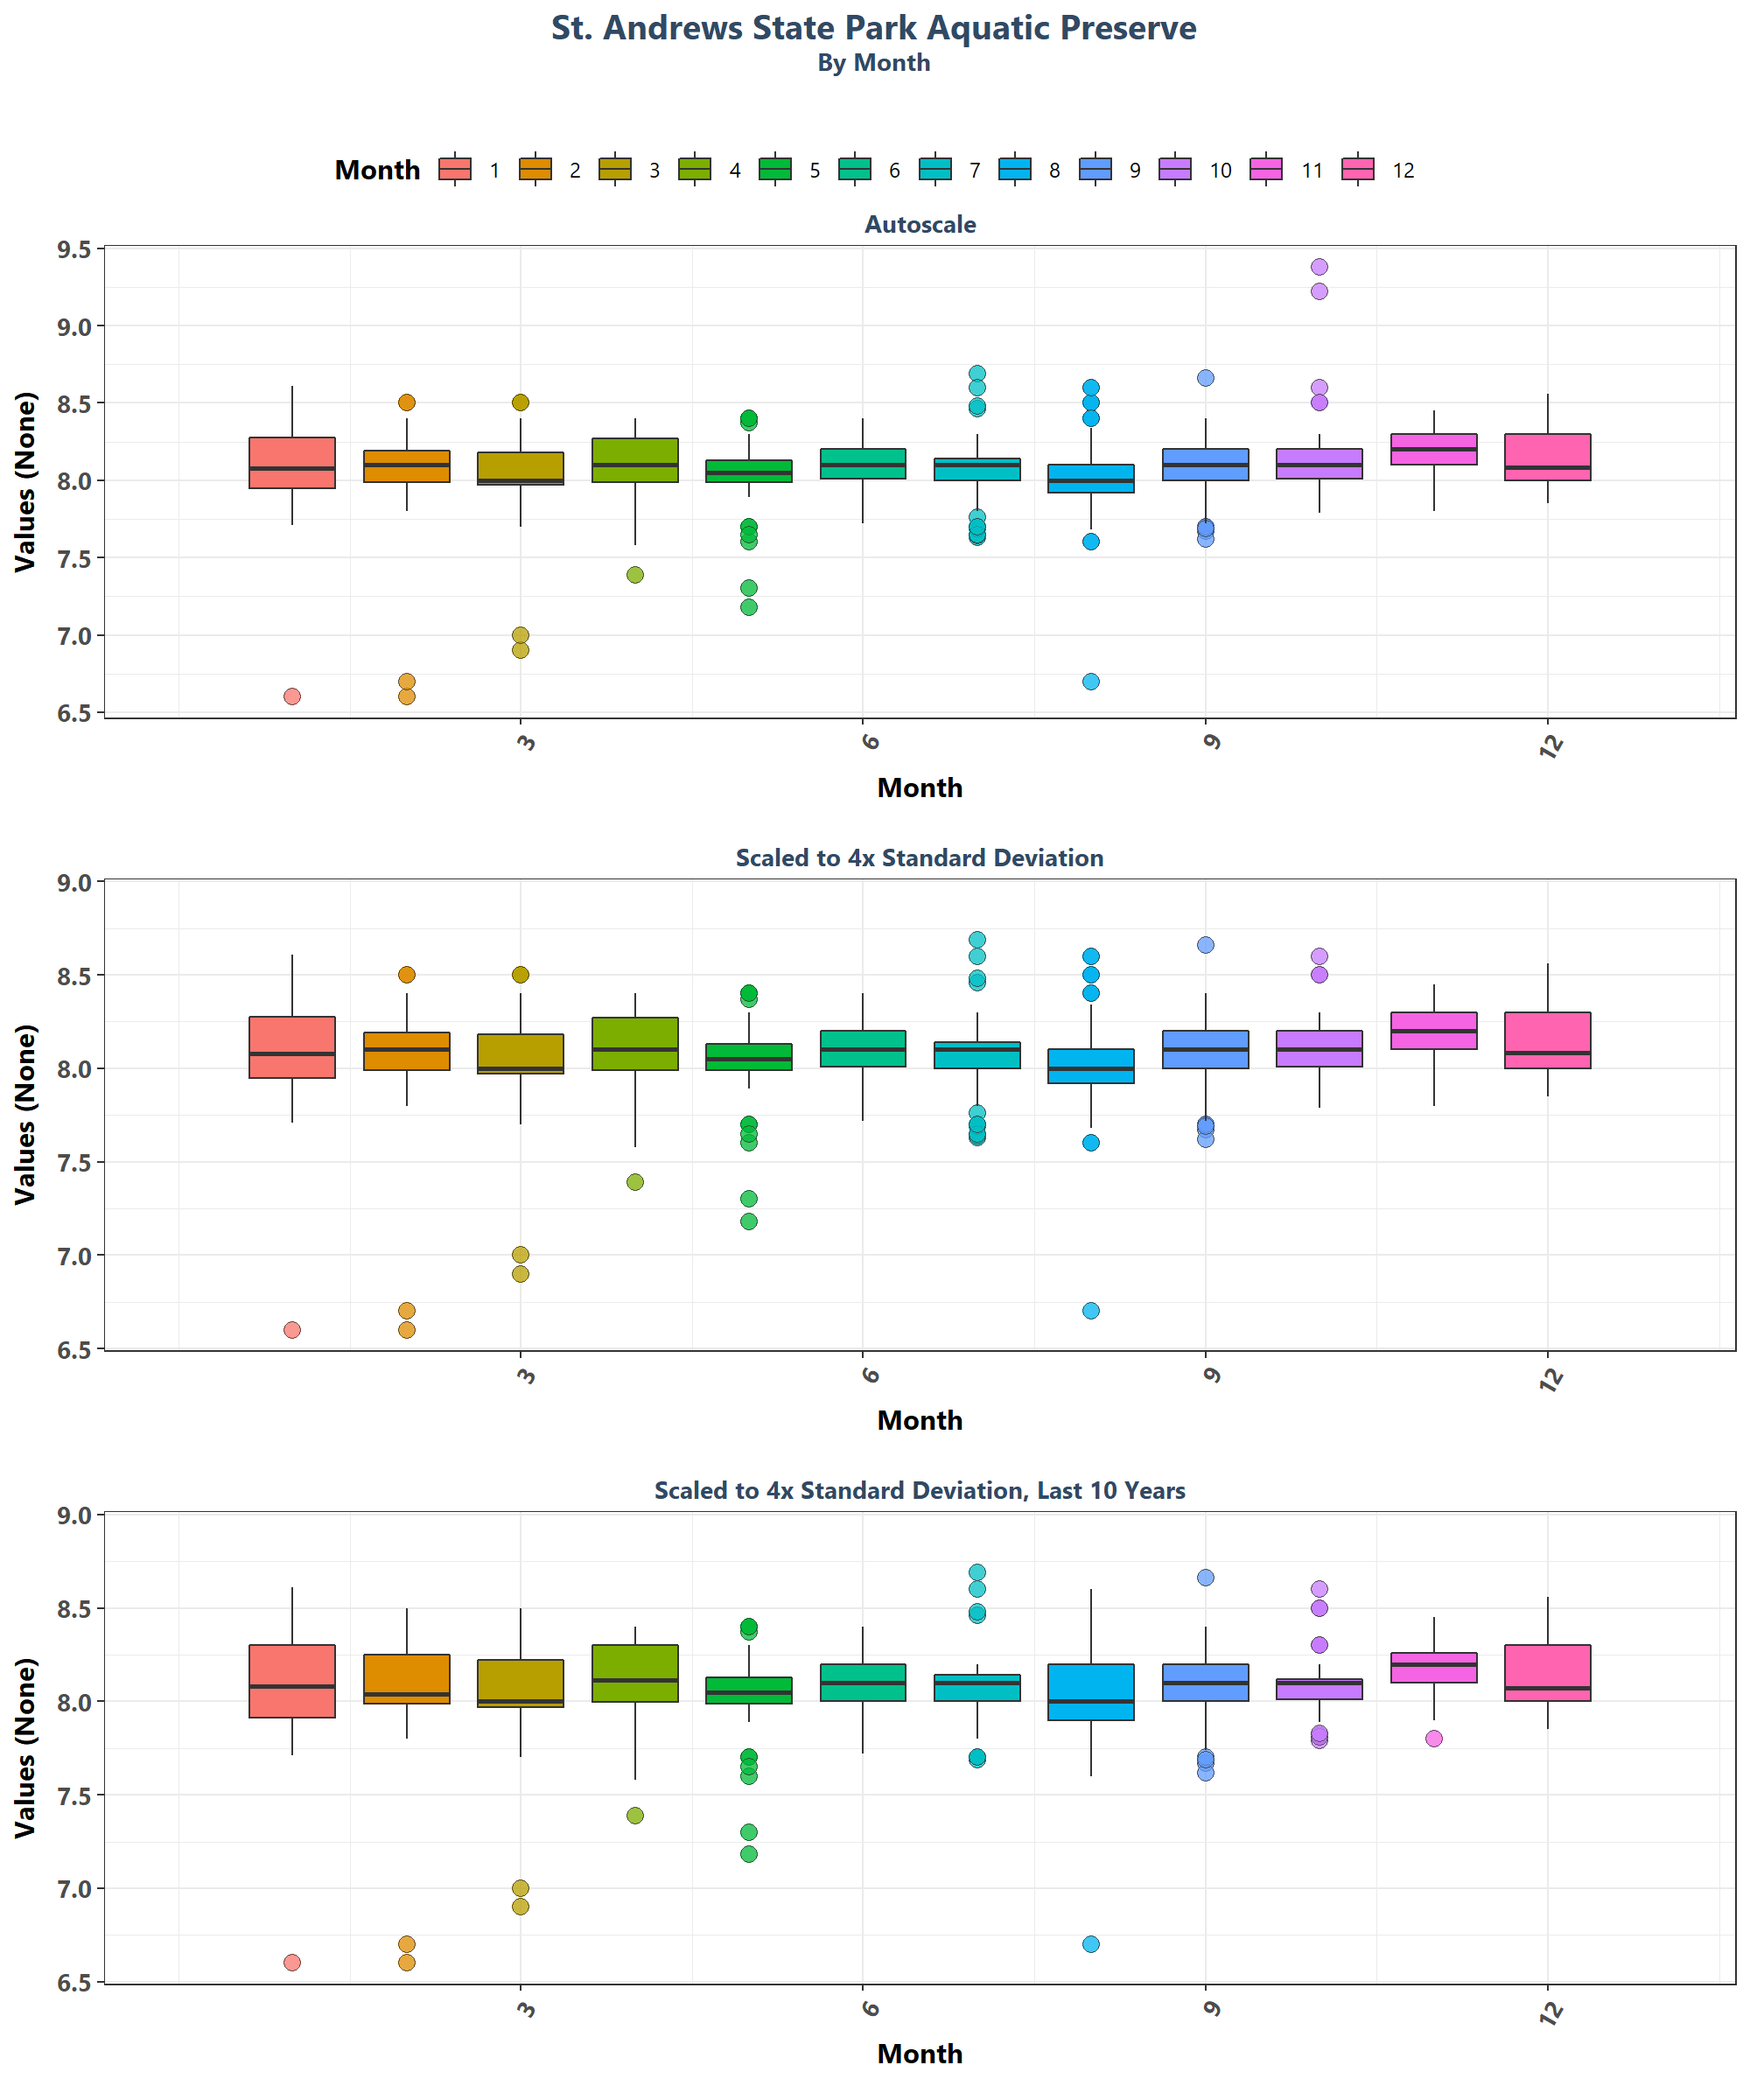 St. Andrews State Park Aquatic Preserve
By Month
Month 1 2 3 4 5 6 7 8 9 10 11 12
Autoscale
Values (None)
9.5
9.0
8.5
8.0
7.5
7.0
6.5
3 6 9 12
Month
Scaled to 4x Standard Deviation
Values (None)
9.0
8.5
8.0
7.5
7.0
6.5
3 6 9 12
Month
Scaled to 4x Standard Deviation, Last 10 Years
Values (None)
9.0
8.5
8.0
7.5
7.0
6.5
3 6 9 12
Month